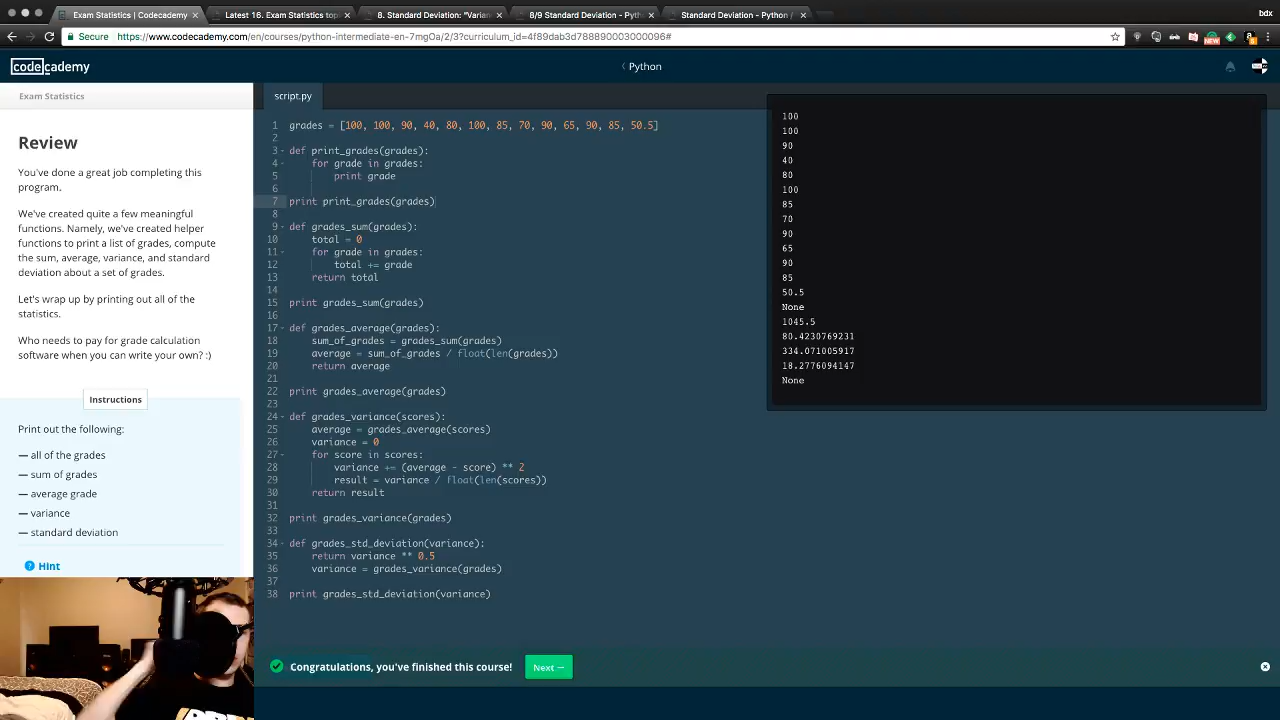 Exam Statistics | Codecademy
Latest 16. Exam Statistics top
8. Standard Deviation: "Varian
8/9 Standard Deviation - Pyth
Standard Deviation - Python /
bdx
Secure https://www.codecademy.com/en/courses/python-intermediate-en-7mgOa/2/3?curriculum_id=4f89dab3d788890003000096#
NEW
codecademy
Python
Exam Statistics
Review
You've done a great job completing this
program.
We've created quite a few meaningful
functions. Namely, we've created helper
functions to print a list of grades, compute
the sum, average, variance, and standard
deviation about a set of grades.
Let's wrap up by printing out all of the
statistics.
Who needs to pay for grade calculation
software when you can write your own? :)
Instructions
Print out the following:
— all of the grades
— sum of grades
— average grade
— variance
— standard deviation
? Hint
script.py
1 grades = [100, 100, 90, 40, 80, 100, 85, 70, 90, 65, 90, 85, 50.5]
2
3 def print_grades(grades):
4 for grade in grades:
5 print grade
6
7 print print_grades(grades)
8
9 def grades_sum(grades):
10 total = 0
11 for grade in grades:
12 total += grade
13 return total
14
15 print grades_sum(grades)
16
17 def grades_average(grades):
18 sum_of_grades = grades_sum(grades)
19 average = sum_of_grades / float(len(grades))
20 return average
21
22 print grades_average(grades)
23
24 def grades_variance(scores):
25 average = grades_average(scores)
26 variance = 0
27 for score in scores:
28 variance += (average - score) ** 2
29 result = variance / float(len(scores))
30 return result
31
32 print grades_variance(grades)
33
34 def grades_std_deviation(variance):
35 return variance ** 0.5
36 variance = grades_variance(grades)
37
38 print grades_std_deviation(variance)
100
100
90
40
80
100
85
70
90
65
90
85
50.5
None
1045.5
80.4230769231
334.071005917
18.2776094147
None
Congratulations, you've finished this course!
Next →